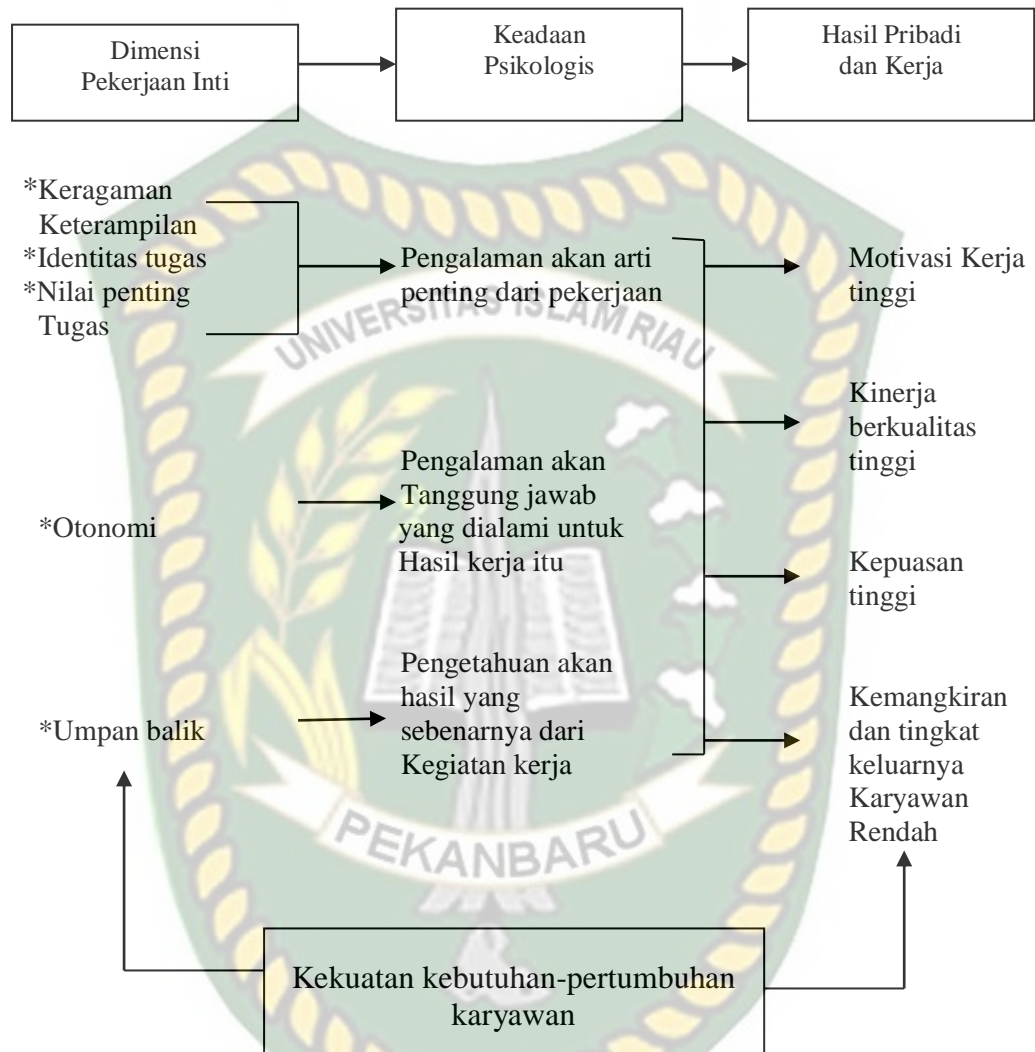 Dimensi
Pekerjaan Inti
Keadaan
Psikologis
Hasil Pribadi
dan Kerja
*Keragaman
Keterampilan
*Identitas tugas
*Nilai penting
Tugas
Pengalaman akan arti
penting dari pekerjaan
Motivasi Kerja
tinggi
UNIVERSITAS ISLAM RIAU
Kinerja
berkualitas
tinggi
*Otonomi
Pengalaman akan
Tanggung jawab
yang dialami untuk
Hasil kerja itu
Kepuasan
tinggi
*Umpan balik
Pengetahuan akan
hasil yang
sebenarnya dari
Kegiatan kerja
Kemangkiran
dan tingkat
keluarnya
Karyawan
Rendah
PEKANBARU
Kekuatan kebutuhan-pertumbuhan
karyawan